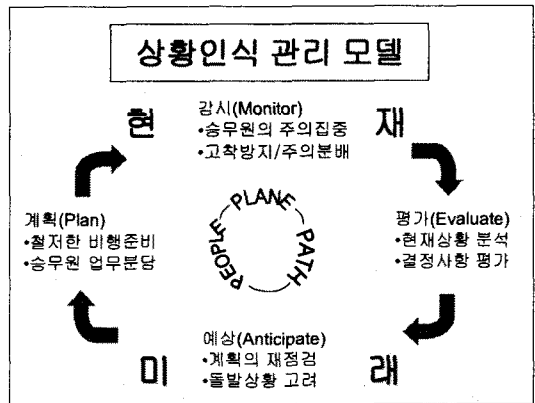 상황인식 관리 모델
현
감시(Monitor)
•승무원의 주의집중
•고착방지/주의분배
재
계획(Plan)
•철저한 비행준비
•승무원 업무분담
PEOPLE PLANE PATH
평가(Evaluate)
•현재상황 분석
•결정사항 평가
미
예상(Anticipate)
•계획의 재점검
•돌발상황 고려
래